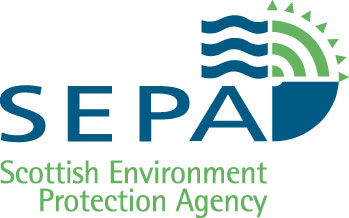 SEPA
Scottish Environment
Protection Agency